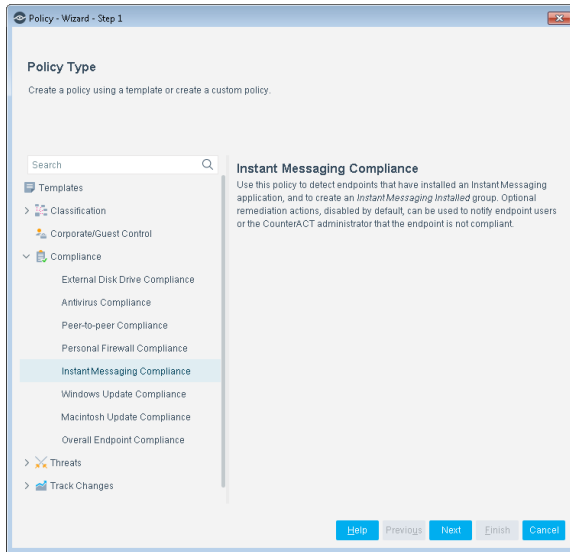 Policy - Wizard - Step 1
Policy Type
Create a policy using a template or create a custom policy.
Search
Templates
Classification
Corporate/Guest Control
Compliance
External Disk Drive Compliance
Antivirus Compliance
Peer-to-peer Compliance
Personal Firewall Compliance
Instant Messaging Compliance
Windows Update Compliance
Macintosh Update Compliance
Overall Endpoint Compliance
Threats
Track Changes
Instant Messaging Compliance
Use this policy to detect endpoints that have installed an Instant Messaging
application, and to create an Instant Messaging Installed group. Optional
remediation actions, disabled by default, can be used to notify endpoint users
or the CounterACT administrator that the endpoint is not compliant.
Help Previous Next Finish Cancel